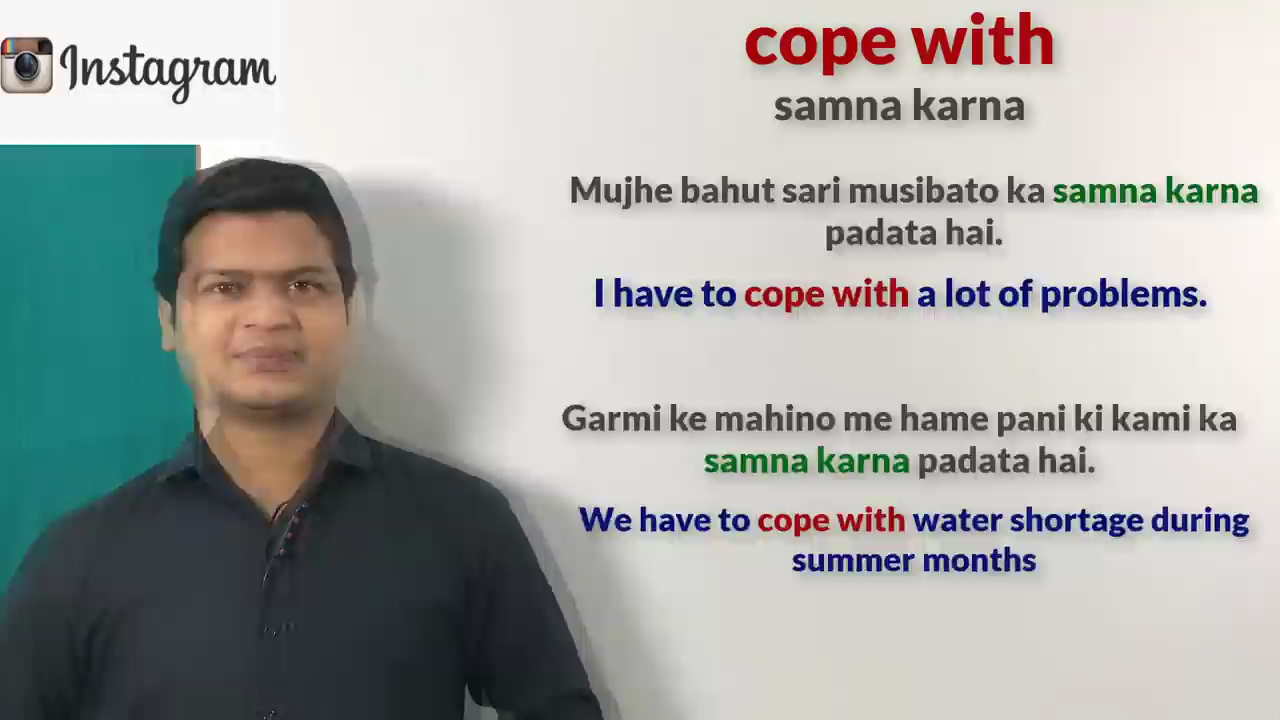 Instagram
cope with
samna karna
Mujhe bahut sari musibato ka samna karna
padata hai.
I have to cope with a lot of problems.
Garmi ke mahino me hame pani ki kami ka
samna karna padata hai.
We have to cope with water shortage during
summer months